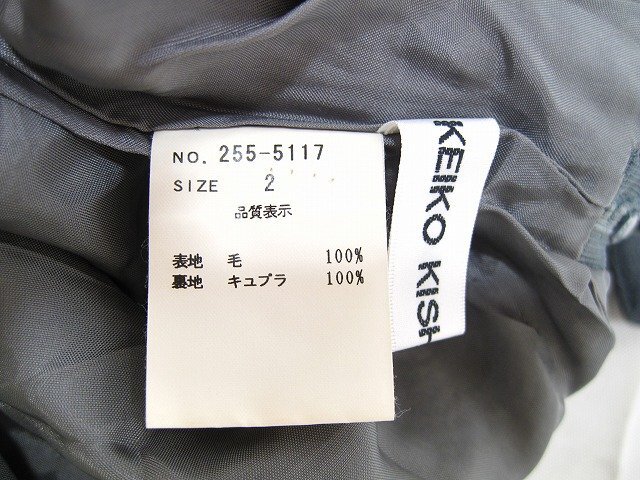 NO. 255-5117
SIZE 2
品質表示
表地 毛 100%
裏地 キュプラ 100%
KEIKO KISH